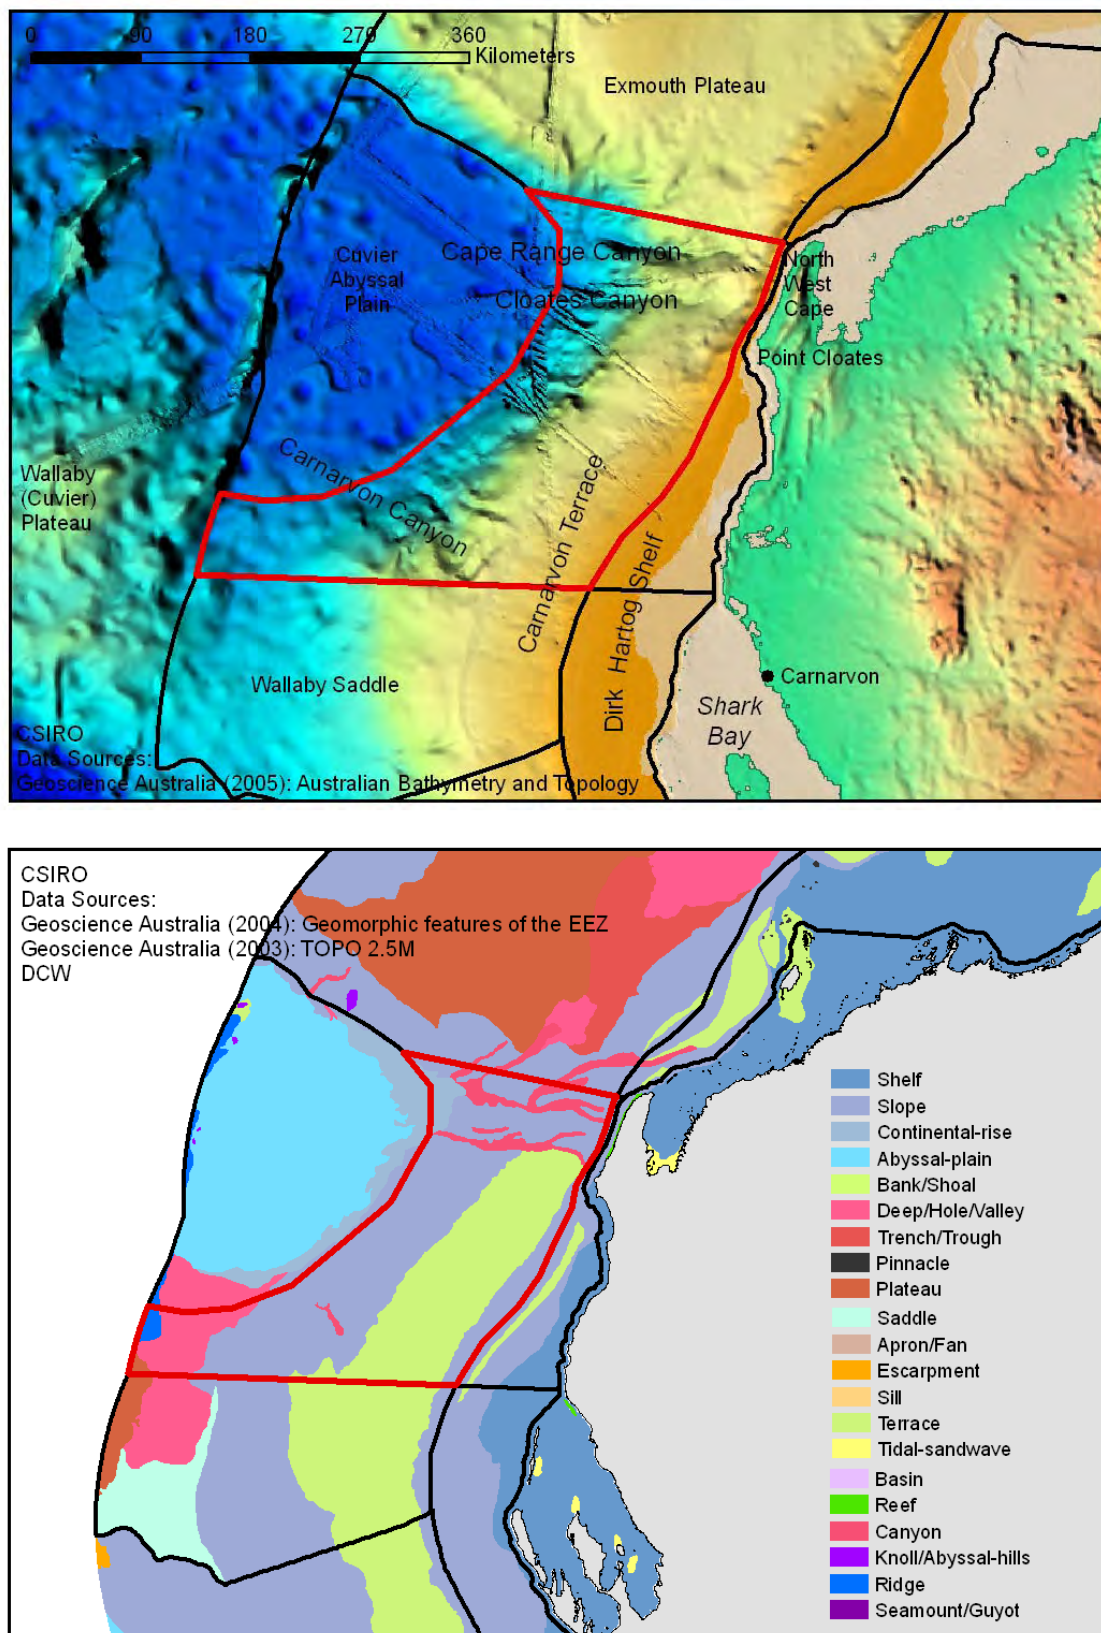 0 90 180 270 360
Kilometers
Exmouth Plateau
Cuvier
Abyssal
Plain
Cape Range Canyon
Cloates Canyon
North
West
Cape
Point Cloates
Wallaby
(Cuvier)
Plateau
Carnarvon Canyon
Carnarvon Terrace
Dirk Hartog Shelf
Wallaby Saddle
Carnarvon
Shark
Bay
CSIRO
Data Sources:
Geoscience Australia (2005): Australian Bathymetry and Topology
CSIRO
Data Sources:
Geoscience Australia (2004): Geomorphic features of the EEZ
Geoscience Australia (2003): TOPO 2.5M
DCW
Shelf
Slope
Continental-rise
Abyssal-plain
Bank/Shoal
Deep/Hole/Valley
Trench/Trough
Pinnacle
Plateau
Saddle
Apron/Fan
Escarpment
Sill
Terrace
Tidal-sandwave
Basin
Reef
Canyon
Knoll/Abyssal-hills
Ridge
Seamount/Guyot